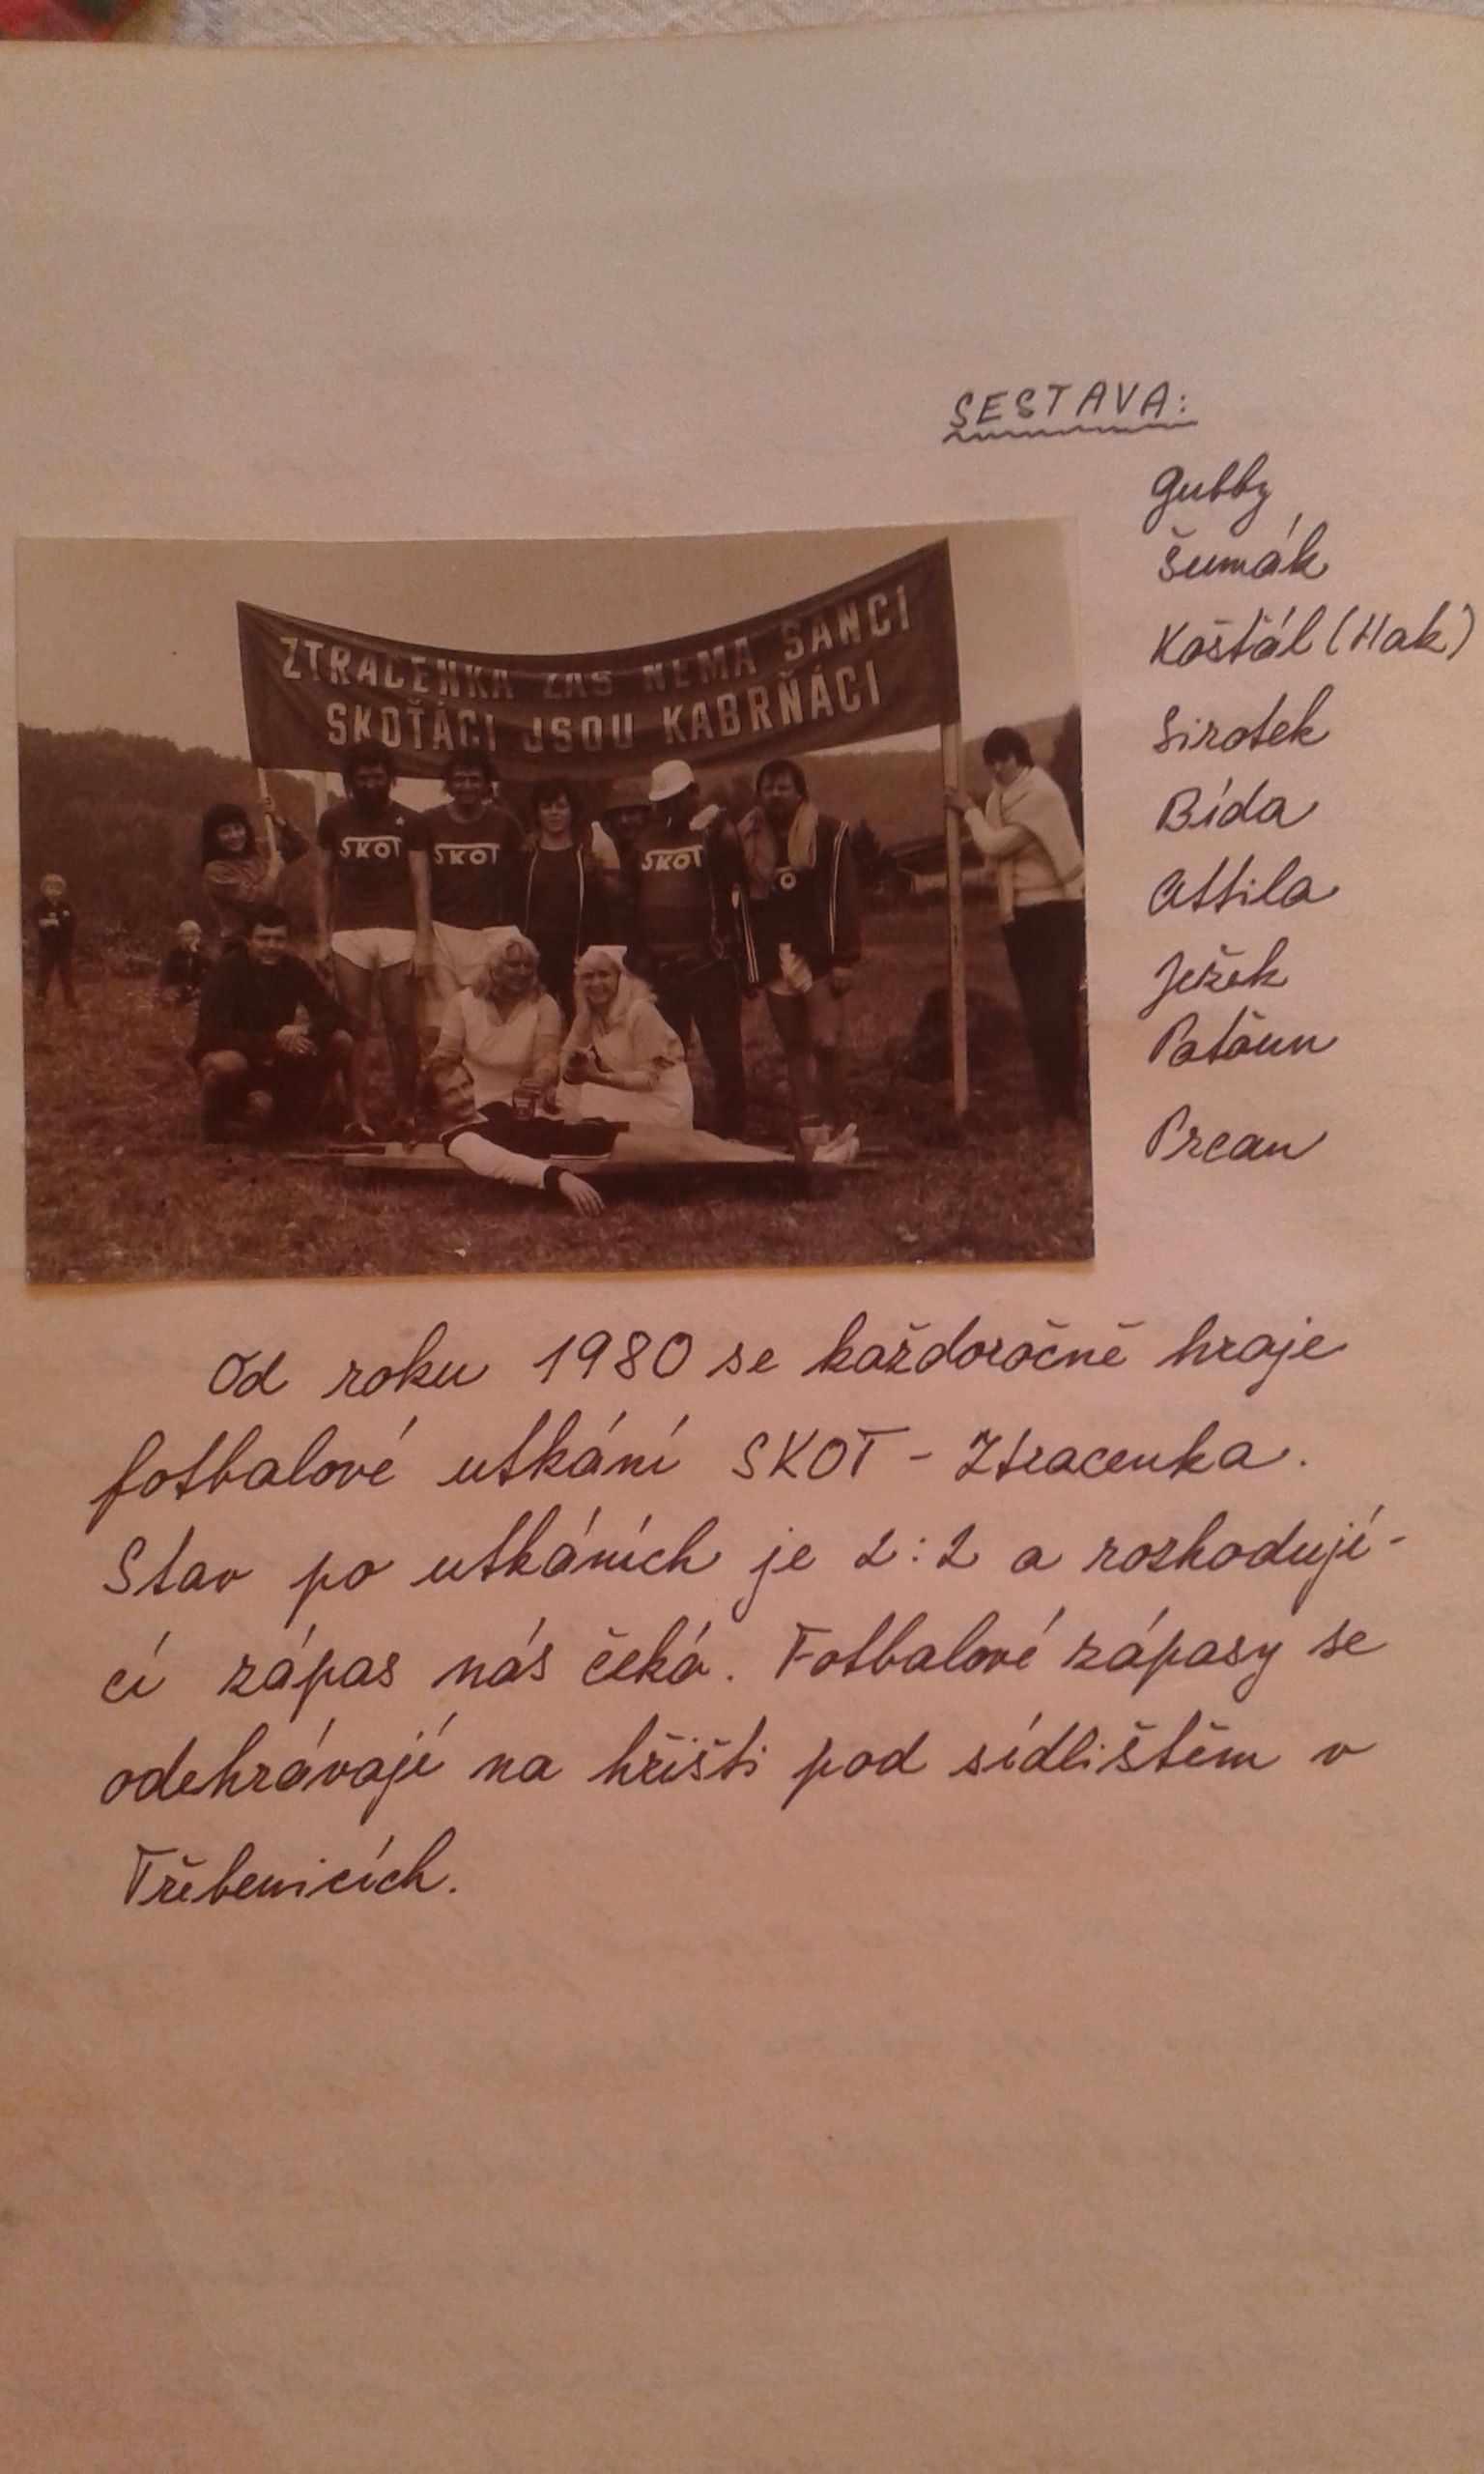 SESTAVA:
Gubby
Šumák
Koštál (Hak)
Sirotek
Bída
Attila
Ježek
Patoun
Prcan
ZTRACENKA ZAS NEMÁ ŠANCI
SKOŤÁCI JSOU KABRŇÁCI
SKOT
SKOT
SKOT
Od roku 1980 se každoročně hraje
fotbalové utkání SKOT - Ztracenka.
Stav po utkáních je 2:2 a rozhodují-
cí zápas nás čeká. Fotbalové zápasy se
odehrávají na hřišti pod sídlištěm v
Třebenicích.